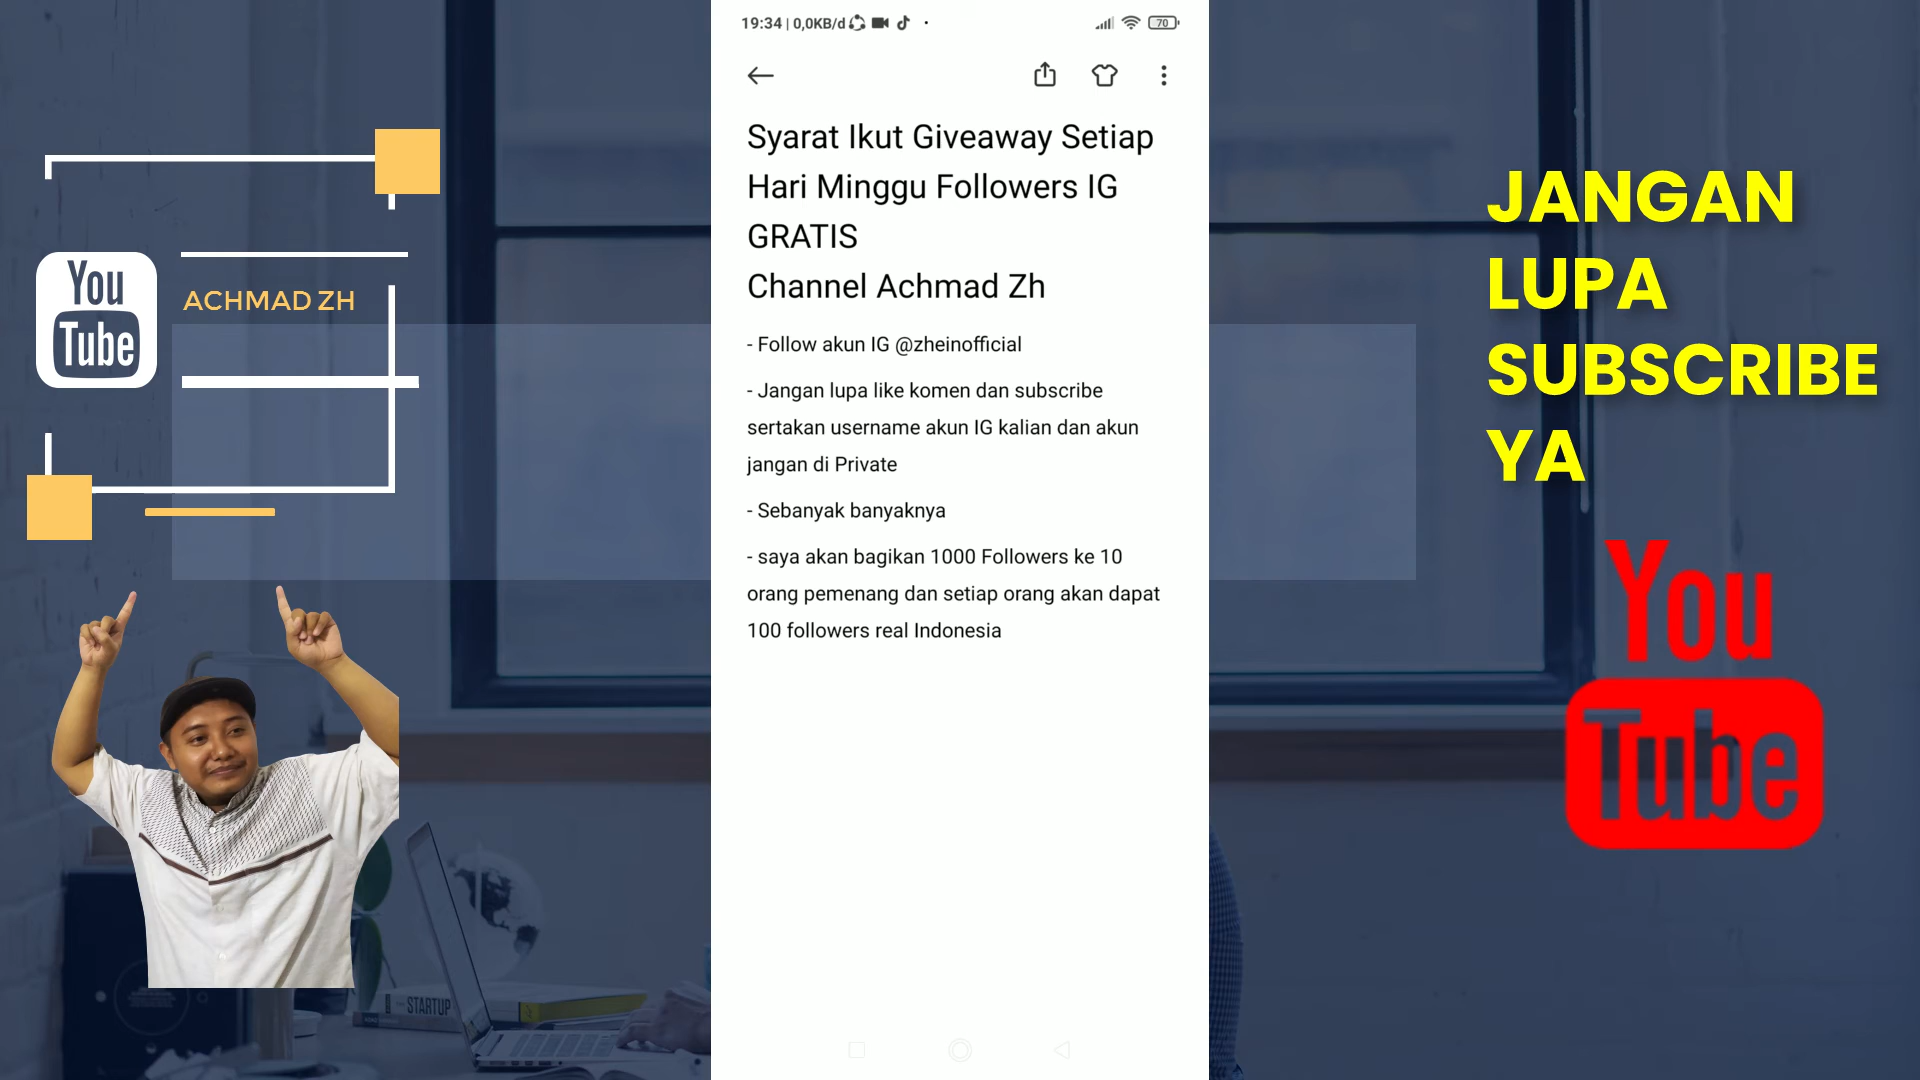 19:34 | 0,0KB/d
70
Syarat Ikut Giveaway Setiap
Hari Minggu Followers IG
GRATIS
Channel Achmad Zh
- Follow akun IG @zheinofficial
- Jangan lupa like komen dan subscribe
sertakan username akun IG kalian dan akun
jangan di Private
- Sebanyak banyaknya
- saya akan bagikan 1000 Followers ke 10
orang pemenang dan setiap orang akan dapat
100 followers real Indonesia
You
Tube
ACHMAD ZH
JANGAN
LUPA
SUBSCRIBE
YA
You
Tube
STARTUP